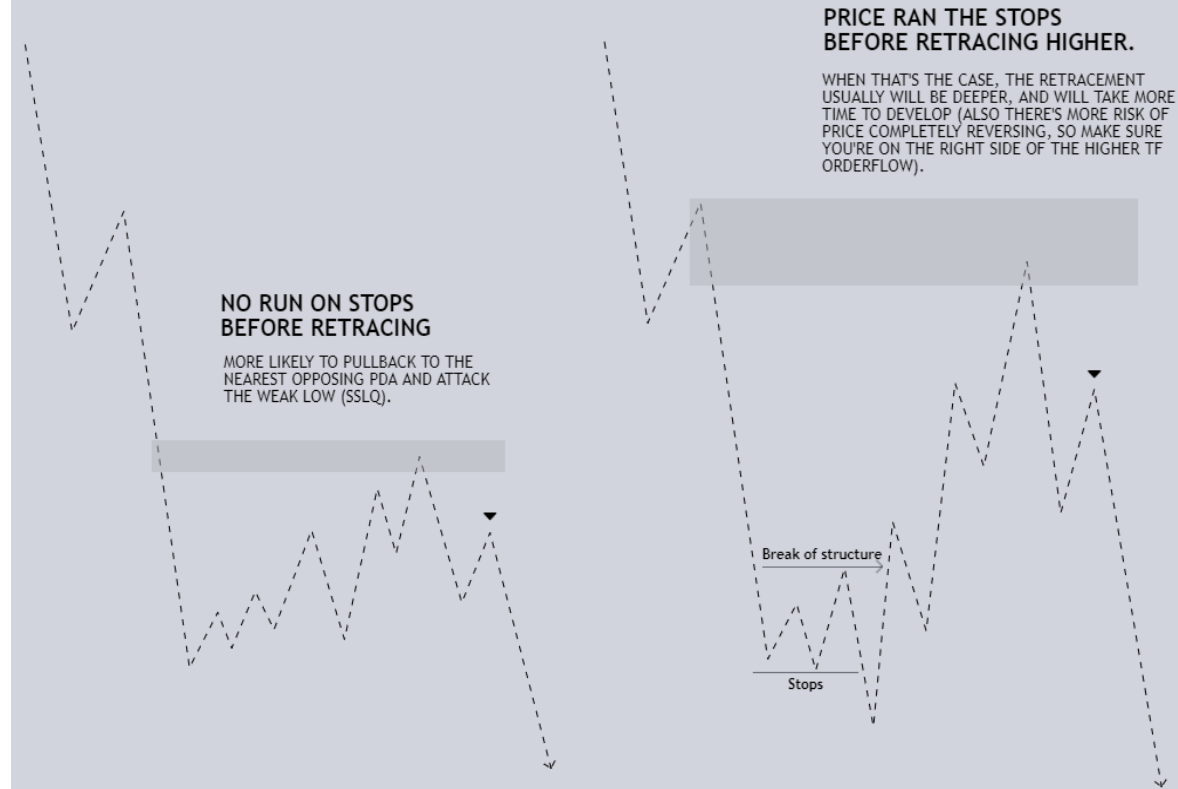 NO RUN ON STOPS
BEFORE RETRACING
MORE LIKELY TO PULLBACK TO THE
NEAREST OPPOSING PDA AND ATTACK
THE WEAK LOW (SSLQ).
PRICE RAN THE STOPS
BEFORE RETRACING HIGHER.
WHEN THAT'S THE CASE, THE RETRACEMENT
USUALLY WILL BE DEEPER, AND WILL TAKE MORE
TIME TO DEVELOP (ALSO THERE'S MORE RISK OF
PRICE COMPLETELY REVERSING, SO MAKE SURE
YOU'RE ON THE RIGHT SIDE OF THE HIGHER TF
ORDERFLOW).
Break of structure
Stops